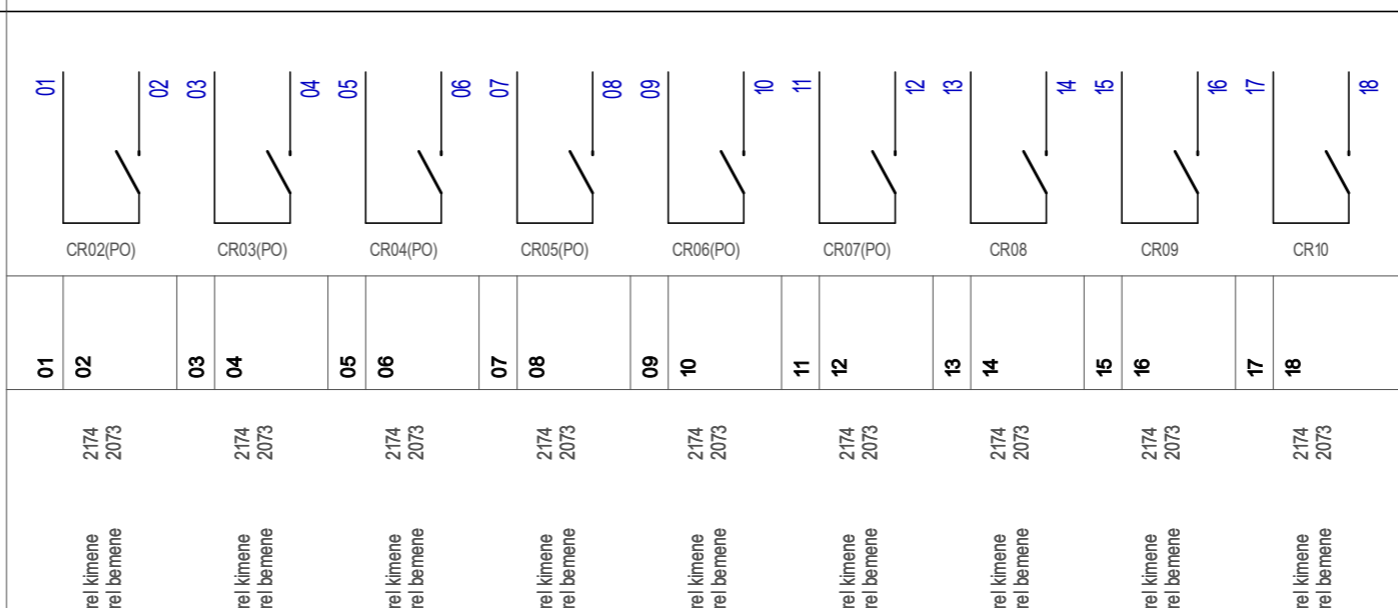 01 02 03 04 05 06 07 08 09 10 11 12 13 14 15 16 17 18
CR02(PO) CR03(PO) CR04(PO) CR05(PO) CR06(PO) CR07(PO) CR08 CR09 CR10
01 02 03 04 05 06 07 08 09 10 11 12 13 14 15 16 17 18
2174 2174 2174 2174 2174 2174 2174 2174 2174
2073 2073 2073 2073 2073 2073 2073 2073 2073
rel kimene rel kimene rel kimene rel kimene rel kimene rel kimene rel kimene rel kimene rel kimene
rel bemene rel bemene rel bemene rel bemene rel bemene rel bemene rel bemene rel bemene rel bemene